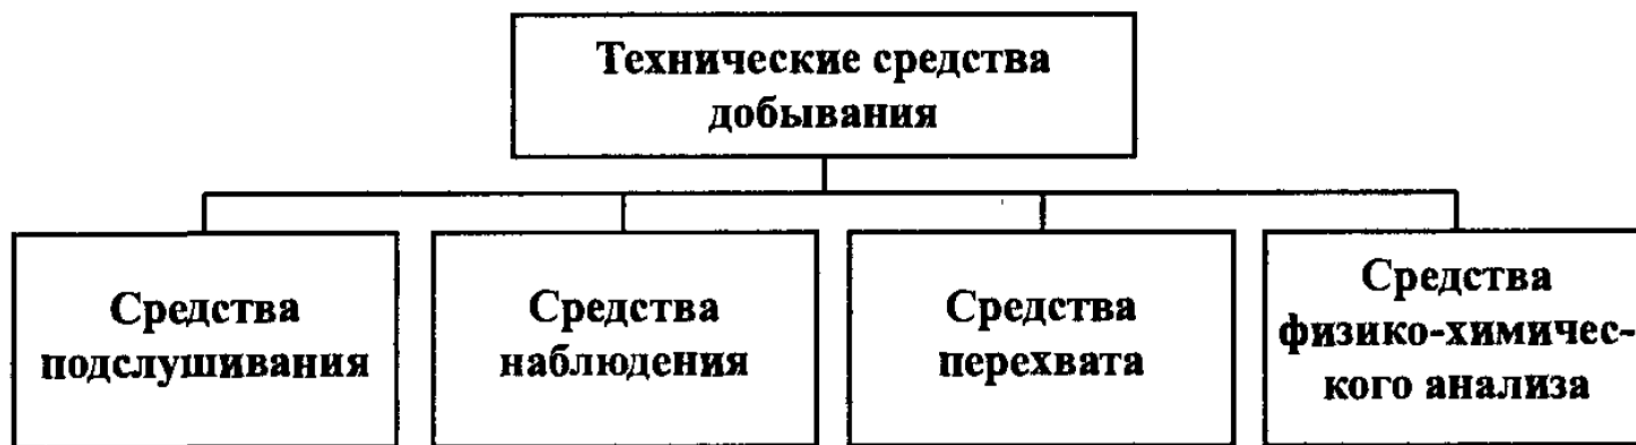 Технические средства
добывания
Средства
подслушивания
Средства
наблюдения
Средства
перехвата
Средства
физико-химичес-
кого анализа